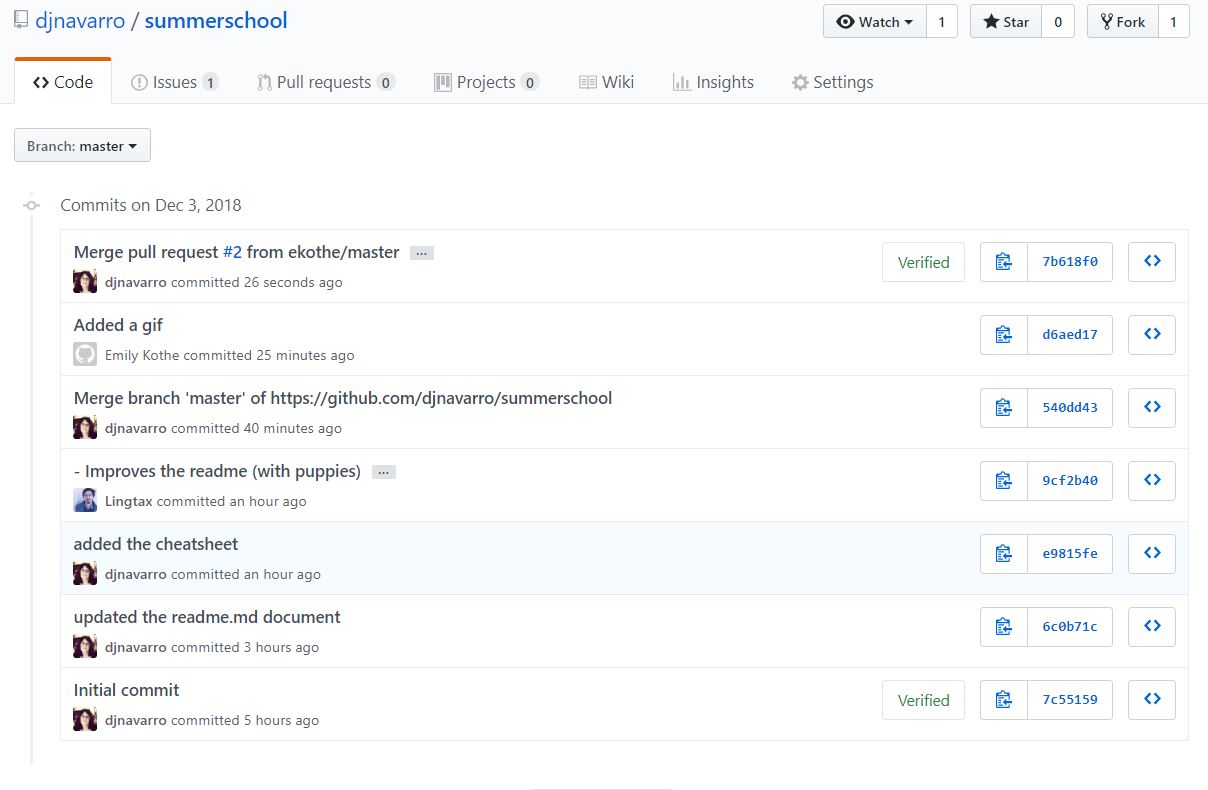 djnavarro / summerschool
Watch 1 Star 0 Fork 1
Code Issues 1 Pull requests 0 Projects 0 Wiki Insights Settings
Branch: master
Commits on Dec 3, 2018
Merge pull request #2 from ekothe/master ...
djnavarro committed 26 seconds ago
Verified 7b618f0
Added a gif
Emily Kothe committed 25 minutes ago
d6aed17
Merge branch 'master' of https://github.com/djnavarro/summerschool
djnavarro committed 40 minutes ago
540dd43
- Improves the readme (with puppies) ...
Lingtax committed an hour ago
9cf2b40
added the cheatsheet
djnavarro committed an hour ago
e9815fe
updated the readme.md document
djnavarro committed 3 hours ago
6c0b71c
Initial commit
djnavarro committed 5 hours ago
Verified 7c55159